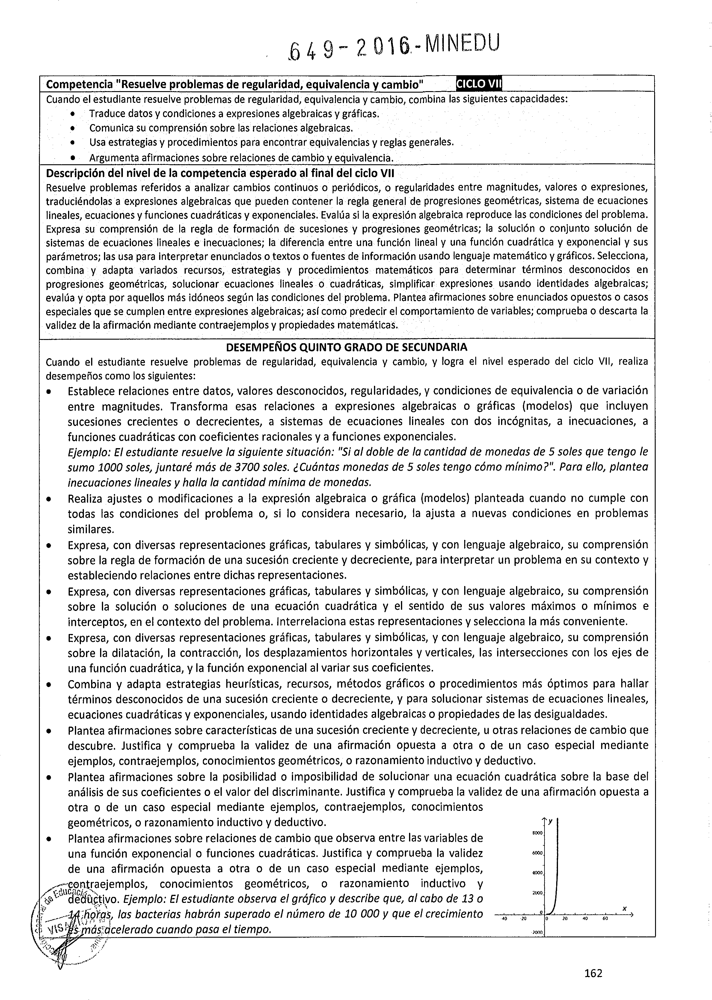 649-2016-MINEDU
Competencia "Resuelve problemas de regularidad, equivalencia y cambio" CICLO VII
Cuando el estudiante resuelve problemas de regularidad, equivalencia y cambio, combina las siguientes capacidades:
• Traduce datos y condiciones a expresiones algebraicas y gráficas.
• Comunica su comprensión sobre las relaciones algebraicas.
• Usa estrategias y procedimientos para encontrar equivalencias y reglas generales.
• Argumenta afirmaciones sobre relaciones de cambio y equivalencia.
Descripción del nivel de la competencia esperado al final del ciclo VII
Resuelve problemas referidos a analizar cambios continuos o periódicos, o regularidades entre magnitudes, valores o expresiones,
traduciéndolas a expresiones algebraicas que pueden contener la regla general de progresiones geométricas, sistema de ecuaciones
lineales, ecuaciones y funciones cuadráticas y exponenciales. Evalúa si la expresión algebraica reproduce las condiciones del problema.
Expresa su comprensión de la regla de formación de sucesiones y progresiones geométricas; la solución o conjunto solución de
sistemas de ecuaciones lineales e inecuaciones; la diferencia entre una función lineal y una función cuadrática y exponencial y sus
parámetros; las usa para interpretar enunciados o textos o fuentes de información usando lenguaje matemático y gráficos. Selecciona,
combina y adapta variados recursos, estrategias y procedimientos matemáticos para determinar términos desconocidos en
progresiones geométricas, solucionar ecuaciones lineales o cuadráticas, simplificar expresiones usando identidades algebraicas;
evalúa y opta por aquellos más idóneos según las condiciones del problema. Plantea afirmaciones sobre enunciados opuestos o casos
especiales que se cumplen entre expresiones algebraicas; así como predecir el comportamiento de variables; comprueba o descarta la
validez de la afirmación mediante contraejemplos y propiedades matemáticas.
DESEMPEÑOS QUINTO GRADO DE SECUNDARIA
Cuando el estudiante resuelve problemas de regularidad, equivalencia y cambio, y logra el nivel esperado del ciclo VII, realiza
desempeños como los siguientes:
• Establece relaciones entre datos, valores desconocidos, regularidades, y condiciones de equivalencia o de variación
entre magnitudes. Transforma esas relaciones a expresiones algebraicas o gráficas (modelos) que incluyen
sucesiones crecientes o decrecientes, a sistemas de ecuaciones lineales con dos incógnitas, a inecuaciones, a
funciones cuadráticas con coeficientes racionales y a funciones exponenciales.
Ejemplo: El estudiante resuelve la siguiente situación: "Si al doble de la cantidad de monedas de 5 soles que tengo le
sumo 1000 soles, juntaré más de 3700 soles. ¿Cuántas monedas de 5 soles tengo cómo mínimo?". Para ello, plantea
inecuaciones lineales y halla la cantidad mínima de monedas.
• Realiza ajustes o modificaciones a la expresión algebraica o gráfica (modelos) planteada cuando no cumple con
todas las condiciones del problema o, si lo considera necesario, la ajusta a nuevas condiciones en problemas
similares.
• Expresa, con diversas representaciones gráficas, tabulares y simbólicas, y con lenguaje algebraico, su comprensión
sobre la regla de formación de una sucesión creciente y decreciente, para interpretar un problema en su contexto y
estableciendo relaciones entre dichas representaciones.
• Expresa, con diversas representaciones gráficas, tabulares y simbólicas, y con lenguaje algebraico, su comprensión
sobre la solución o soluciones de una ecuación cuadrática y el sentido de sus valores máximos o mínimos e
interceptos, en el contexto del problema. Interrelaciona estas representaciones y selecciona la más conveniente.
• Expresa, con diversas representaciones gráficas, tabulares y simbólicas, y con lenguaje algebraico, su comprensión
sobre la dilatación, la contracción, los desplazamientos horizontales y verticales, las intersecciones con los ejes de
una función cuadrática, y la función exponencial al variar sus coeficientes.
• Combina y adapta estrategias heurísticas, recursos, métodos gráficos o procedimientos más óptimos para hallar
términos desconocidos de una sucesión creciente o decreciente, y para solucionar sistemas de ecuaciones lineales,
ecuaciones cuadráticas y exponenciales, usando identidades algebraicas o propiedades de las desigualdades.
• Plantea afirmaciones sobre características de una sucesión creciente y decreciente, u otras relaciones de cambio que
descubre. Justifica y comprueba la validez de una afirmación opuesta a otra o de un caso especial mediante
ejemplos, contraejemplos, conocimientos geométricos, o razonamiento inductivo y deductivo.
• Plantea afirmaciones sobre la posibilidad o imposibilidad de solucionar una ecuación cuadrática sobre la base del
análisis de sus coeficientes o el valor del discriminante. Justifica y comprueba la validez de una afirmación opuesta a
otra o de un caso especial mediante ejemplos, contraejemplos, conocimientos
geométricos, o razonamiento inductivo y deductivo.
• Plantea afirmaciones sobre relaciones de cambio que observa entre las variables de
una función exponencial o funciones cuadráticas. Justifica y comprueba la validez
de una afirmación opuesta a otra o de un caso especial mediante ejemplos,
contraejemplos, conocimientos geométricos, o razonamiento inductivo y
deductivo. Ejemplo: El estudiante observa el gráfico y describe que, al cabo de 13 o
14 horas, las bacterias habrán superado el número de 10 000 y que el crecimiento
es más acelerado cuando pasa el tiempo.
y
8000
6000
4000
2000
0
x
-40 -20 0 20 40 60
-2000
de Educación
VISACIÓN
162